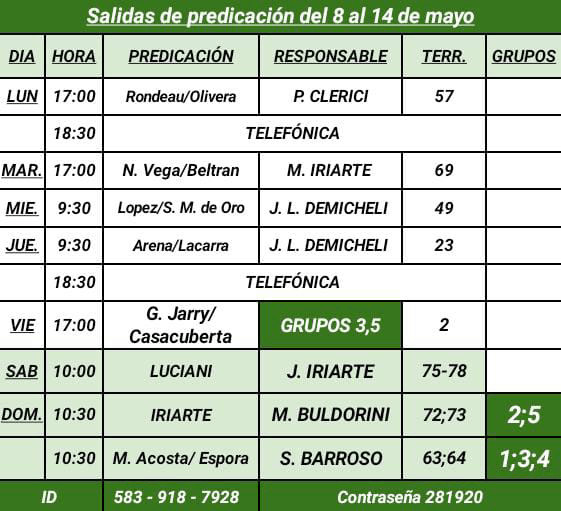 Salidas de predicación del 8 al 14 de mayo
DIA HORA PREDICACIÓN RESPONSABLE TERR. GRUPOS
LUN 17:00 Rondeau/Olivera P. CLERICI 57
18:30 TELEFÓNICA
MAR. 17:00 N. Vega/Beltran M. IRIARTE 69
MIE. 9:30 Lopez/S. M. de Oro J. L. DEMICHELI 49
JUE. 9:30 Arena/Lacarra J. L. DEMICHELI 23
18:30 TELEFÓNICA
VIE 17:00 G. Jarry/
Casacuberta GRUPOS 3,5 2
SAB 10:00 LUCIANI J. IRIARTE 75-78
DOM. 10:30 IRIARTE M. BULDORINI 72;73 2;5
10:30 M. Acosta/ Espora S. BARROSO 63;64 1;3;4
ID 583 - 918 - 7928 Contraseña 281920